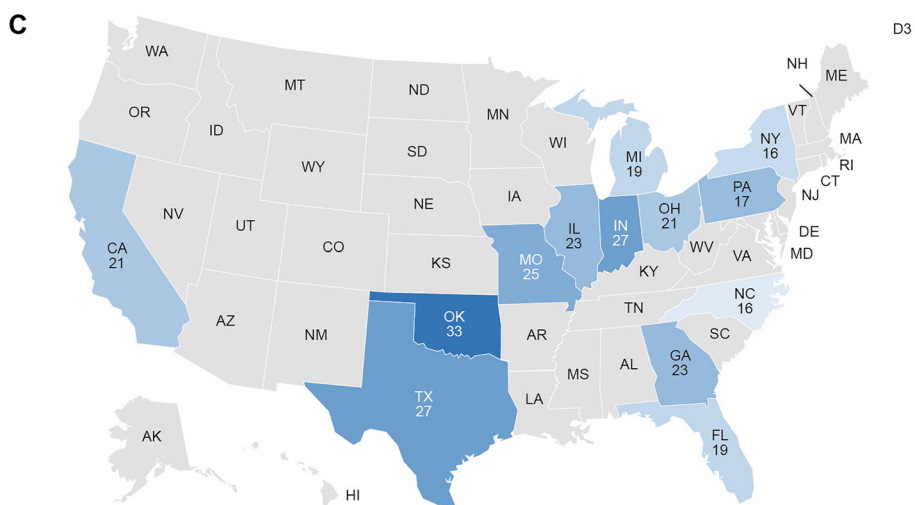 C
D3
WA
MT
ND
MN
NH
ME
VT
OR
ID
WY
SD
WI
MI
19
NY
16
MA
RI
CT
NJ
NV
UT
CO
NE
IA
IL
23
IN
27
OH
21
PA
17
DE
MD
CA
21
KS
MO
25
KY
WV
VA
AZ
NM
OK
33
AR
TN
NC
16
SC
TX
27
LA
MS
AL
GA
23
FL
19
AK
HI